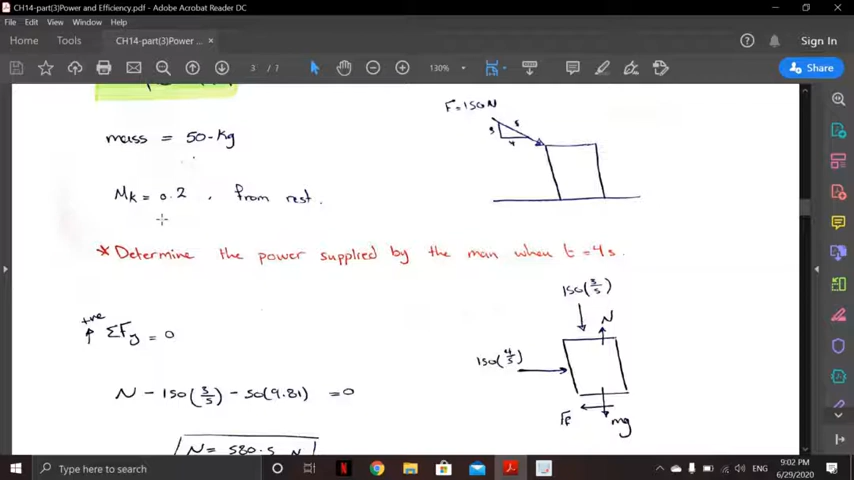 CH14-part(3)Power and Efficiency.pdf - Adobe Acrobat Reader DC
File Edit View Window Help
Home Tools CH14-part(3)Power ... ×
Sign In
3 / 7
130%
Share
F=150N
5
3
4
mass = 50-kg
Mk = 0.2 , from rest.
* Determine the power supplied by the man when t=4s.
150(3/5)
+ve
ΣFy = 0
N
150(4/5)
N - 150(3/5) - 50(9.81) = 0
Ff
mg
N= 580.5 N
Type here to search
ENG
9:02 PM
6/29/2020